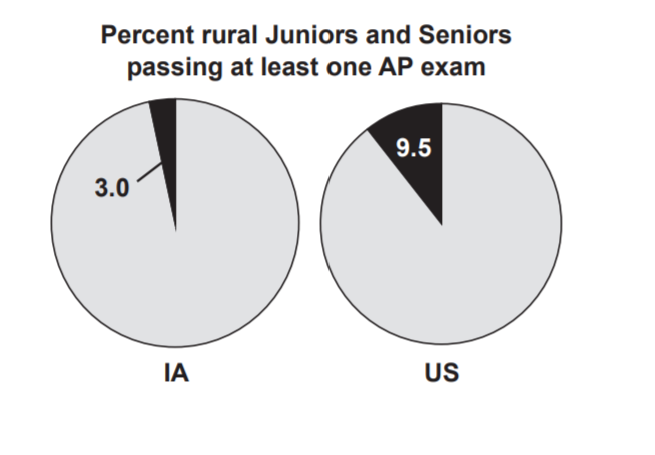 Percent rural Juniors and Seniors
passing at least one AP exam
3.0
9.5
IA
US